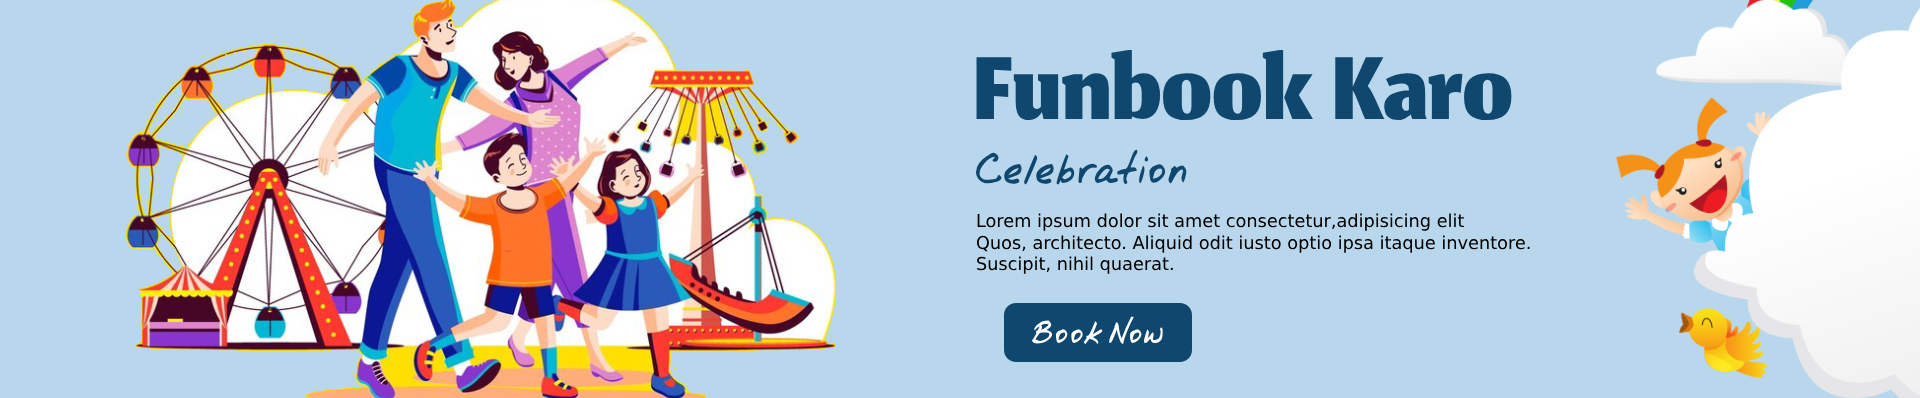 Funbook Karo
Celebration
Lorem ipsum dolor sit amet consectetur,adipisicing elit
Quos, architecto. Aliquid odit iusto optio ipsa itaque inventore.
Suscipit, nihil quaerat.
Book Now